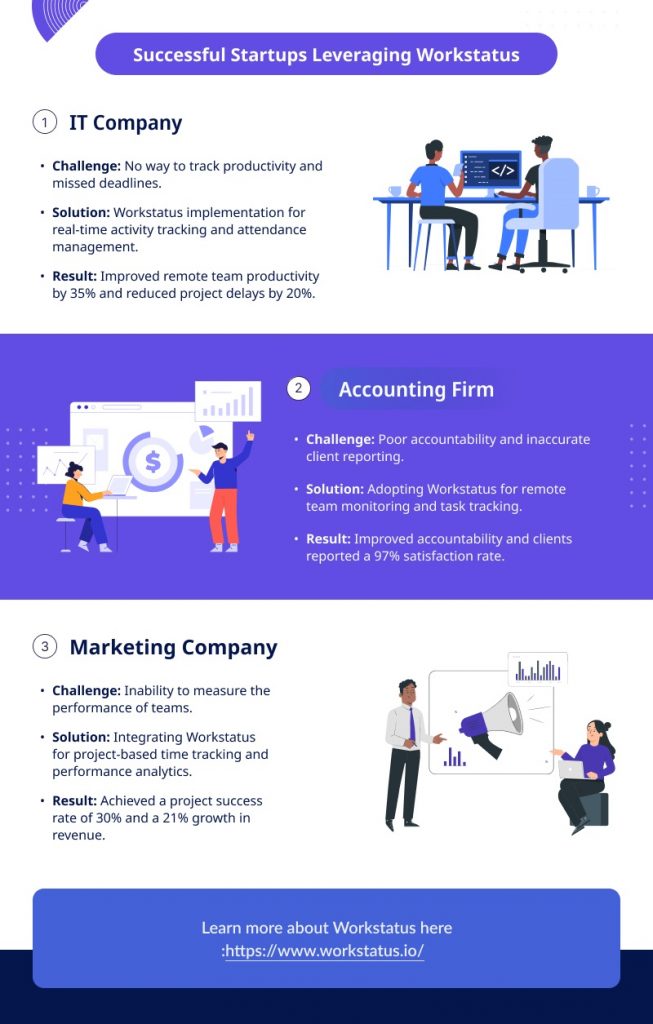 Successful Startups Leveraging Workstatus
1 IT Company
• Challenge: No way to track productivity and
missed deadlines.
• Solution: Workstatus implementation for
real-time activity tracking and attendance
management.
• Result: Improved remote team productivity
by 35% and reduced project delays by 20%.
</>
$
2 Accounting Firm
• Challenge: Poor accountability and inaccurate
client reporting.
• Solution: Adopting Workstatus for remote
team monitoring and task tracking.
• Result: Improved accountability and clients
reported a 97% satisfaction rate.
3 Marketing Company
• Challenge: Inability to measure the
performance of teams.
• Solution: Integrating Workstatus
for project-based time tracking and
performance analytics.
• Result: Achieved a project success
rate of 30% and a 21% growth in
revenue.
Learn more about Workstatus here
:https://www.workstatus.io/